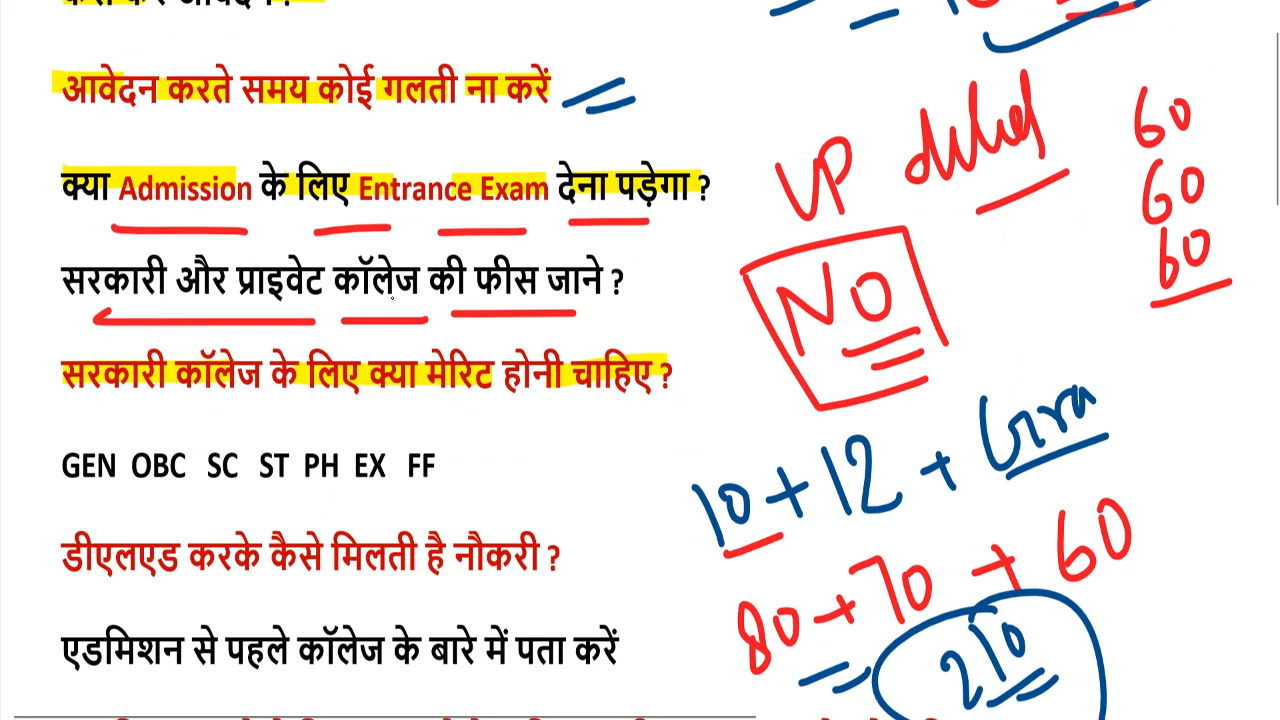 आवेदन करते समय कोई गलती ना करें
क्या Admission के लिए Entrance Exam देना पड़ेगा ?
सरकारी और प्राइवेट कॉलेज की फीस जाने ?
सरकारी कॉलेज के लिए क्या मेरिट होनी चाहिए ?
GEN OBC SC ST PH EX FF
डीएलएड करके कैसे मिलती है नौकरी ?
एडमिशन से पहले कॉलेज के बारे में पता करें
UP
NO
60
60
60
10 + 12 + Gra
80 + 70 + 60
210